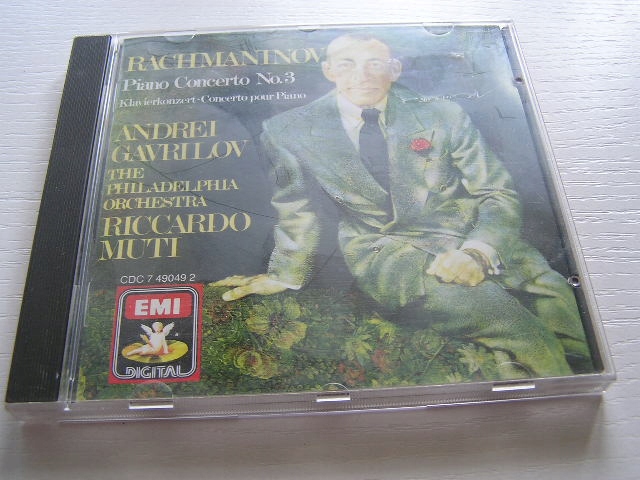 RACHMANINOV
Piano Concerto No.3
Klavierkonzert·Concerto pour Piano
ANDREI
GAVRILOV
THE
PHILADELPHIA
ORCHESTRA
RICCARDO
MUTI
CDC 7 49049 2
EMI
DIGITAL